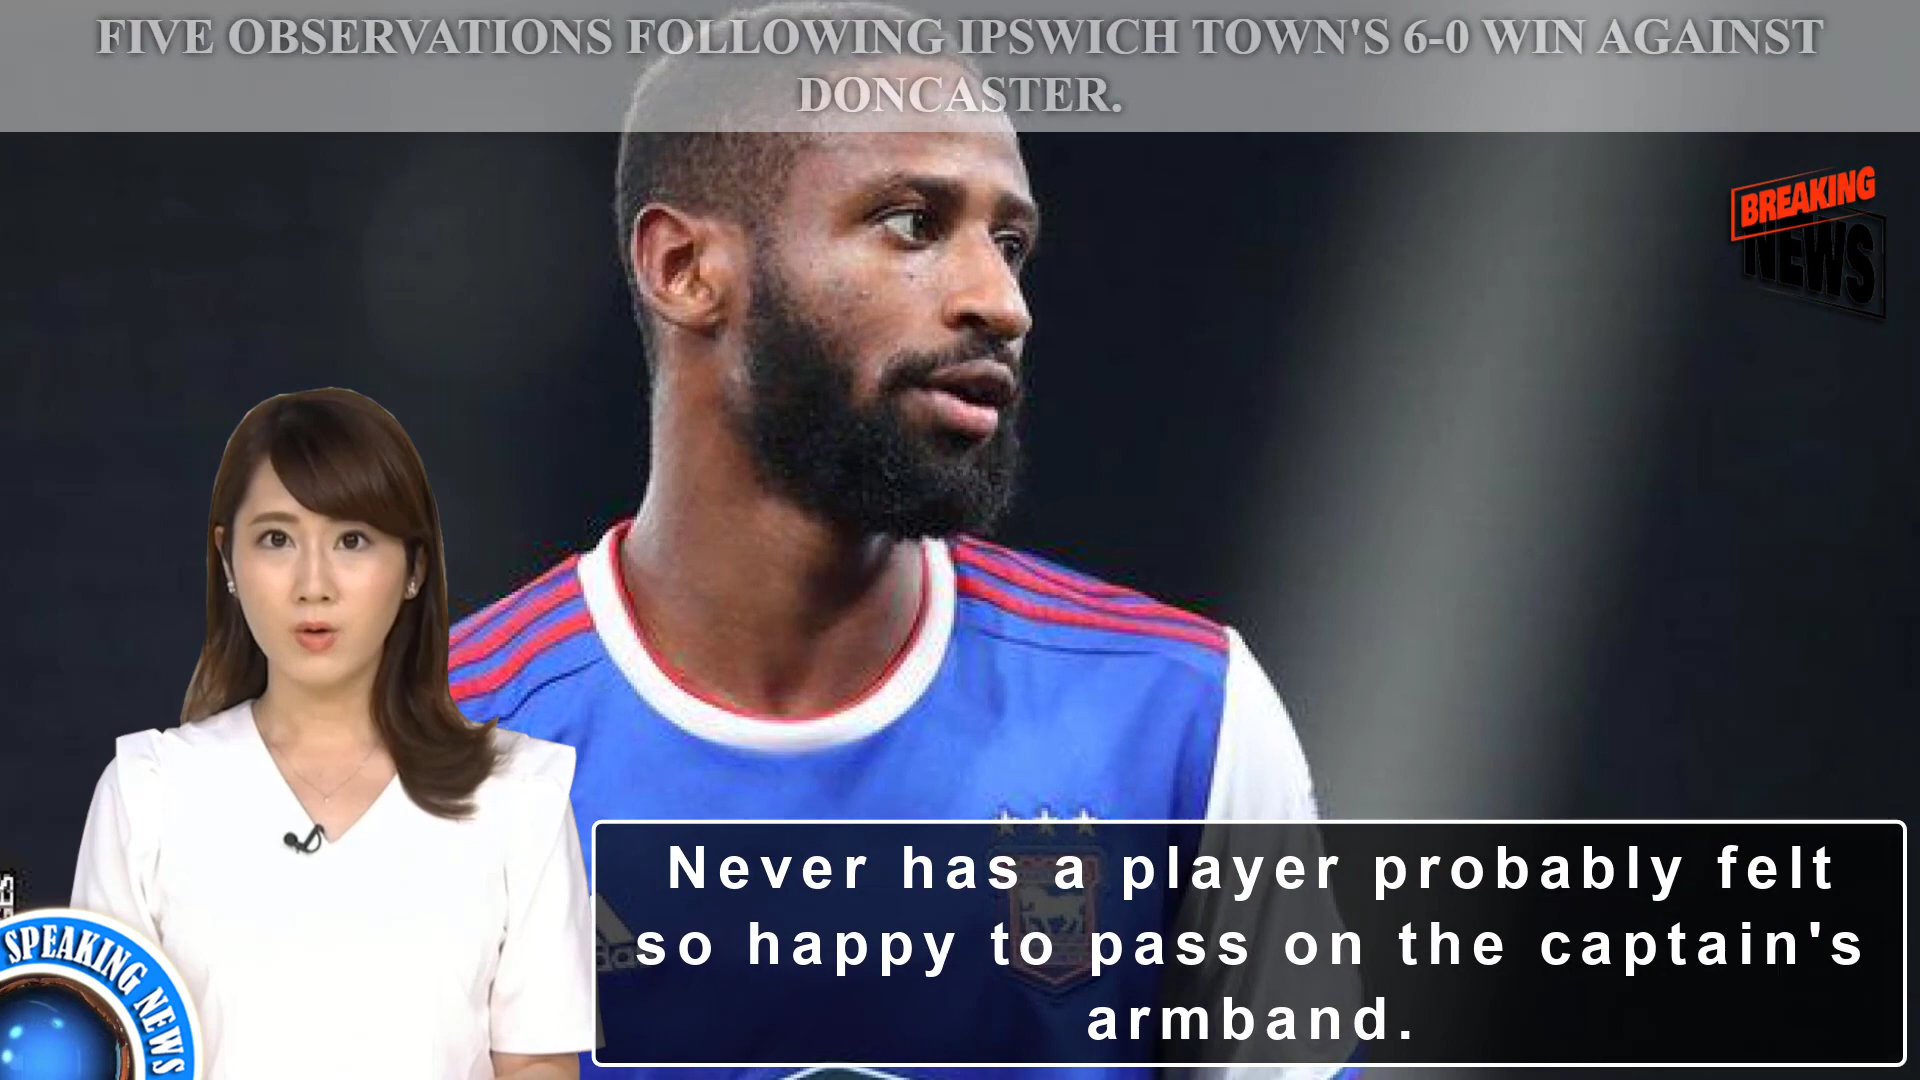 FIVE OBSERVATIONS FOLLOWING IPSWICH TOWN'S 6-0 WIN AGAINST
DONCASTER.
BREAKING
NEWS
Never has a player probably felt
so happy to pass on the captain's
armband.
SPEAKING NEWS